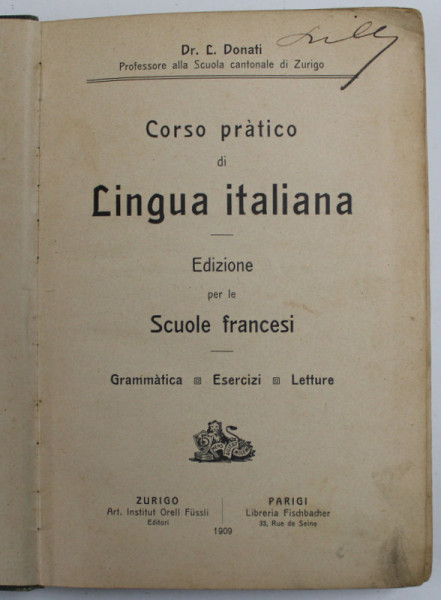 Dr. L. Donati
Professore alla Scuola cantonale di Zurigo
Corso pràtico
di
Lingua italiana
Edizione
per le
Scuole francesi
Grammàtica Esercizi Letture
ZURIGO
Art. Institut Orell Füssli
Editori
PARIGI
Libreria Fischbacher
33, Rue de Seine
1909